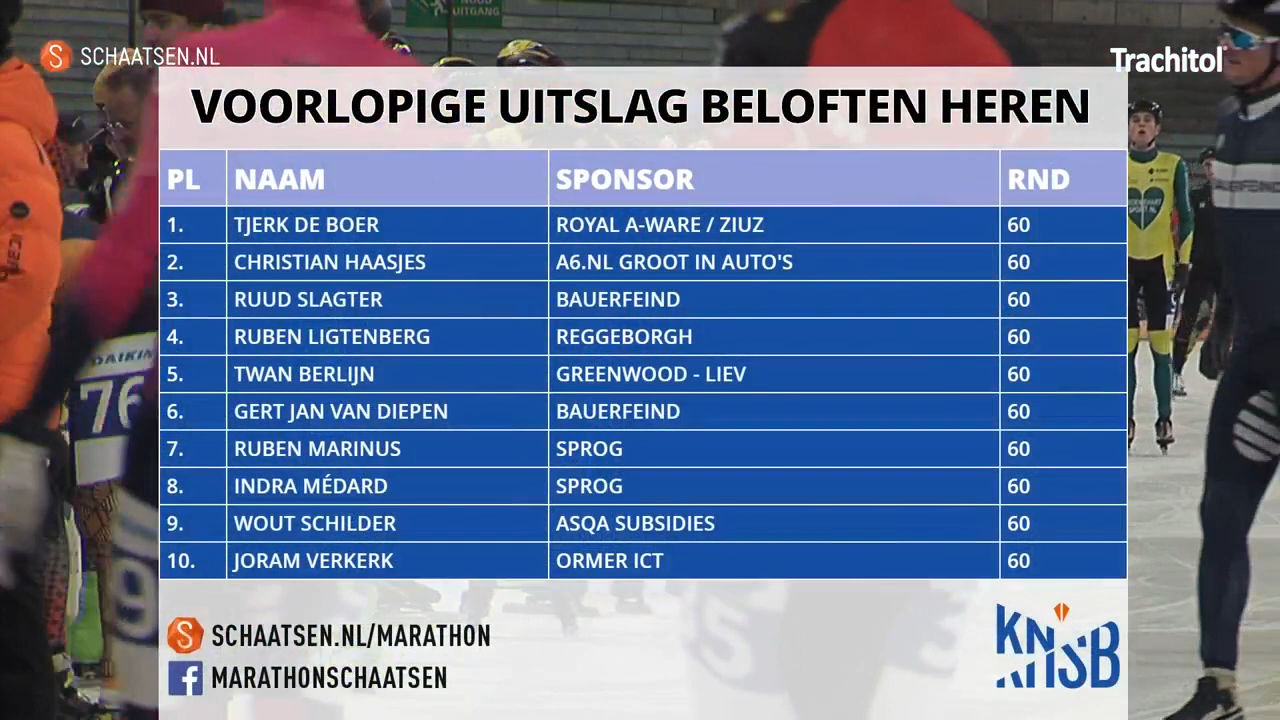 NOOD
UITGANG
SCHAATSEN.NL
Trachitol
VOORLOPIGE UITSLAG BELOFTEN HEREN
PL NAAM SPONSOR RND
1. TJERK DE BOER ROYAL A-WARE / ZIUZ 60
2. CHRISTIAN HAASJES A6.NL GROOT IN AUTO'S 60
3. RUUD SLAGTER BAUERFEIND 60
4. RUBEN LIGTENBERG REGGEBORGH 60
5. TWAN BERLIJN GREENWOOD - LIEV 60
6. GERT JAN VAN DIEPEN BAUERFEIND 60
7. RUBEN MARINUS SPROG 60
8. INDRA MÉDARD SPROG 60
9. WOUT SCHILDER ASQA SUBSIDIES 60
10. JORAM VERKERK ORMER ICT 60
DAIKIN
76
SCHAATSEN.NL/MARATHON
MARATHONSCHAATSEN
KNSB